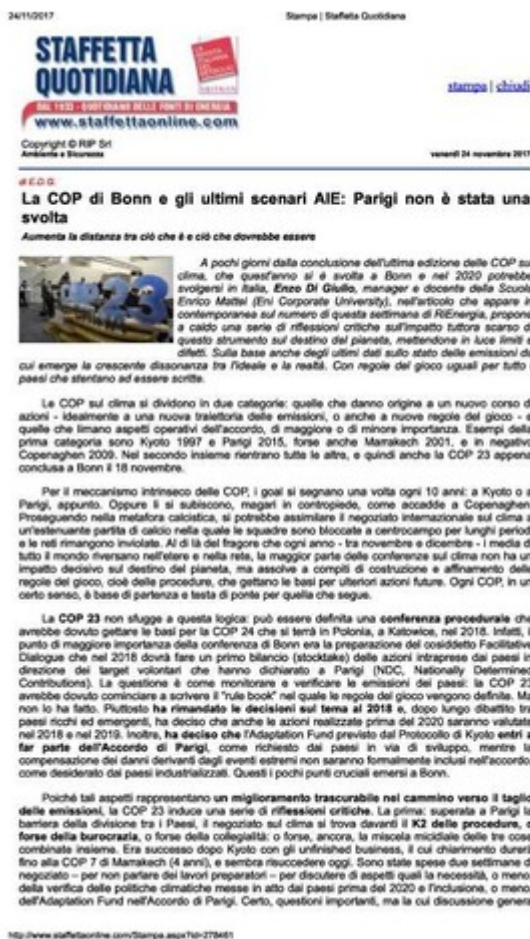 24/11/2017
Stampa | Staffetta Quotidiana
STAFFETTA
QUOTIDIANA
DAL 1933 - QUOTIDIANO DELLE FONTI DI ENERGIA
www.staffettaonline.com
stampa | chiudi
Copyright © RIP Srl
Ambiente e Sicurezza
venerdì 24 novembre 2017
di E.D.G.
La COP di Bonn e gli ultimi scenari AIE: Parigi non è stata una
svolta
Aumenta la distanza tra ciò che è e ciò che dovrebbe essere
COP23
A pochi giorni dalla conclusione dell'ultima edizione delle COP su
clima, che quest'anno si è svolta a Bonn e nel 2020 potrebbe
svolgersi in Italia, Enzo Di Giulio, manager e docente della Scuola
Enrico Mattei (Eni Corporate University), nell'articolo che appare in
contemporanea sul numero di questa settimana di RiEnergia, propone
a caldo una serie di riflessioni critiche sull'impatto tuttora scarso di
questo strumento sul destino del pianeta, mettendone in luce limiti e
difetti. Sulla base anche degli ultimi dati sullo stato delle emissioni da
cui emerge la crescente dissonanza tra l'ideale e la realtà. Con regole del gioco uguali per tutto i
paesi che stentano ad essere scritte.
Le COP sul clima si dividono in due categorie: quelle che danno origine a un nuovo corso di
azioni - idealmente a una nuova traiettoria delle emissioni, o anche a nuove regole del gioco - e
quelle che limano aspetti operativi dell'accordo, di maggiore o di minore importanza. Esempi della
prima categoria sono Kyoto 1997 e Parigi 2015, forse anche Marrakech 2001, e in negativo
Copenaghen 2009. Nel secondo insieme rientrano tutte le altre, e quindi anche la COP 23 appena
conclusa a Bonn il 18 novembre.
Per il meccanismo intrinseco delle COP, i goal si segnano una volta ogni 10 anni: a Kyoto o a
Parigi, appunto. Oppure li si subiscono, magari in contropiede, come accadde a Copenaghen.
Proseguendo nella metafora calcistica, si potrebbe assimilare il negoziato internazionale sul clima a
un'estenuante partita di calcio nella quale le squadre sono bloccate a centrocampo per lunghi periodi
e le reti rimangono inviolate. Al di là del fragore che ogni anno - tra novembre e dicembre - i media di
tutto il mondo riversano nell'etere e nella rete, la maggior parte delle conferenze sul clima non ha un
impatto decisivo sul destino del pianeta, ma assolve a compiti di costruzione e affinamento delle
regole del gioco, cioè delle procedure, che gettano le basi per ulteriori azioni future. Ogni COP, in un
certo senso, è base di partenza e testa di ponte per quella che segue.
La COP 23 non sfugge a questa logica: può essere definita una conferenza procedurale che
avrebbe dovuto gettare le basi per la COP 24 che si terrà in Polonia, a Katowice, nel 2018. Infatti, il
punto di maggiore importanza della conferenza di Bonn era la preparazione del cosiddetto Facilitative
Dialogue che nel 2018 dovrà fare un primo bilancio (stocktake) delle azioni intraprese dai paesi in
direzione dei target volontari che hanno dichiarato a Parigi (NDC, Nationally Determined
Contributions). La questione è come monitorare e verificare le emissioni dei paesi: la COP 23
avrebbe dovuto cominciare a scrivere il "rule book" nel quale le regole del gioco vengono definite. Ma
non lo ha fatto. Piuttosto ha rimandato le decisioni sul tema al 2018 e, dopo lungo dibattito tra
paesi ricchi ed emergenti, ha deciso che anche le azioni realizzate prima del 2020 saranno valutate
nel 2018 e nel 2019. Inoltre, ha deciso che l'Adaptation Fund previsto dal Protocollo di Kyoto entri a
far parte dell'Accordo di Parigi, come richiesto dai paesi in via di sviluppo, mentre la
compensazione dei danni derivanti dagli eventi estremi non saranno formalmente inclusi nell'accordo,
come desiderato dai paesi industrializzati. Questi i pochi punti cruciali emersi a Bonn.
Poiché tali aspetti rappresentano un miglioramento trascurabile nel cammino verso il taglio
delle emissioni, la COP 23 induce una serie di riflessioni critiche. La prima: superata a Parigi la
barriera della divisione tra i Paesi, il negoziato sul clima si trova davanti il K2 delle procedure, o
forse della burocrazia, o forse della collegialità: o forse, ancora, la miscela micidiale delle tre cose
combinate insieme. Era successo dopo Kyoto con gli unfinished business, il cui chiarimento durerà
fino alla COP 7 di Marrakech (4 anni), e sembra risuccedere oggi. Sono state spese due settimane di
negoziato – per non parlare dei lavori preparatori – per discutere di aspetti quali la necessità, o meno,
della verifica delle politiche climatiche messe in atto dai paesi prima del 2020 e l'inclusione, o meno,
dell'Adaptation Fund nell'Accordo di Parigi. Certo, questioni importanti, ma la cui discussione genera
http://www.staffettaonline.com/Stampa.aspx?id=278461